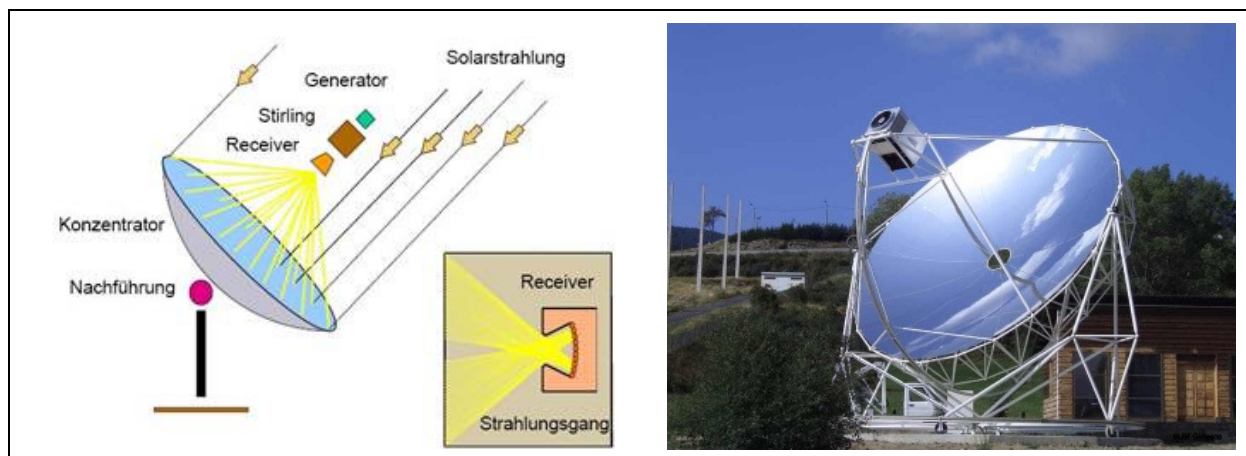 Solarstrahlung
Generator
Stirling
Receiver
Konzentrator
Nachführung
Receiver
Strahlungsgang